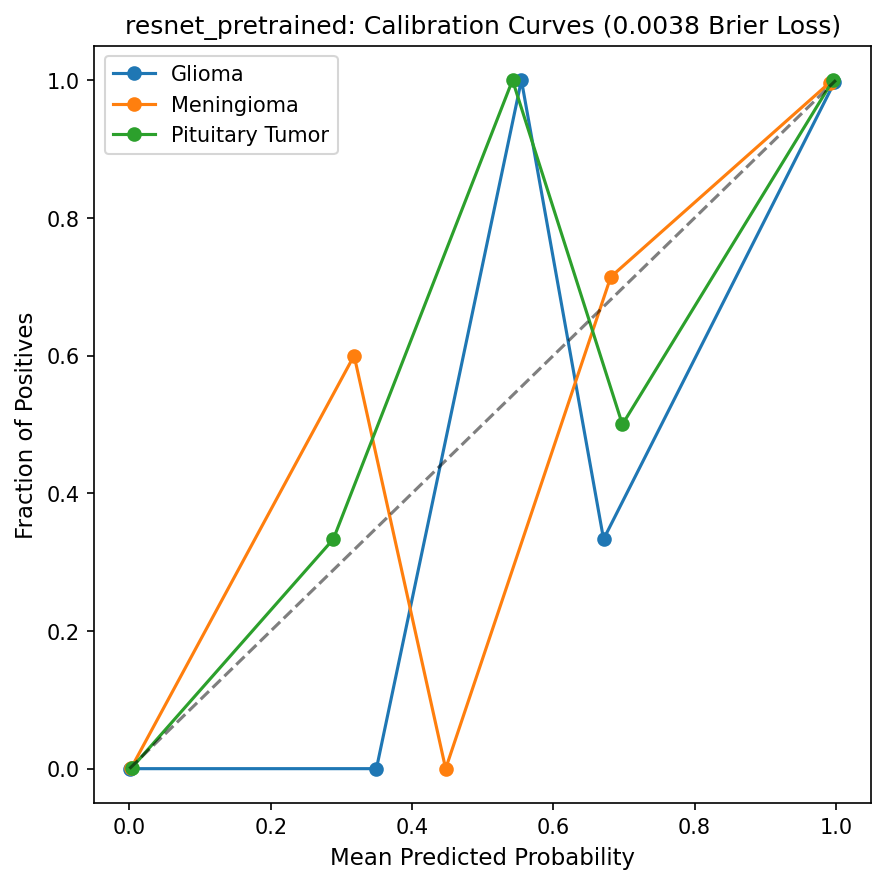 resnet_pretrained: Calibration Curves (0.0038 Brier Loss)
Glioma
Meningioma
Pituitary Tumor
1.0
0.8
0.6
0.4
0.2
0.0
Fraction of Positives
0.0 0.2 0.4 0.6 0.8 1.0
Mean Predicted Probability